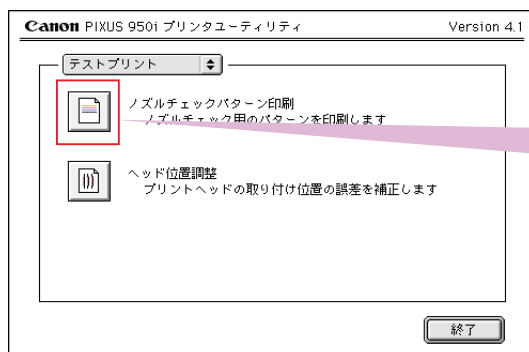 Canon PIXUS 950i プリンタユーティリティ Version 4.1
テストプリント
ノズルチェックパターン印刷
ノズルチェック用のパターンを印刷します
ヘッド位置調整
プリントヘッドの取り付け位置の誤差を補正します
終了